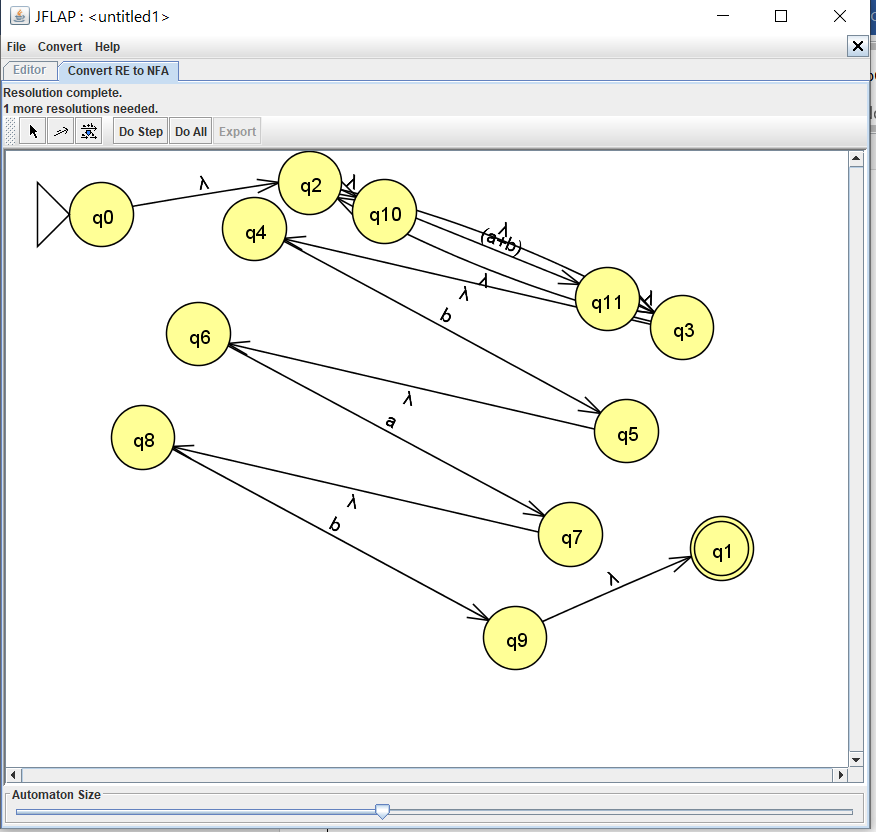 JFLAP : <untitled1>
File Convert Help
Editor Convert RE to NFA
Resolution complete.
1 more resolutions needed.
Do Step Do All Export
λ
q2
λ
q0
q10
q4
λ
(a+b)
λ
λ
b
q11
λ
q3
q6
λ
a
q5
q8
λ
b
q7
q1
λ
q9
Automaton Size